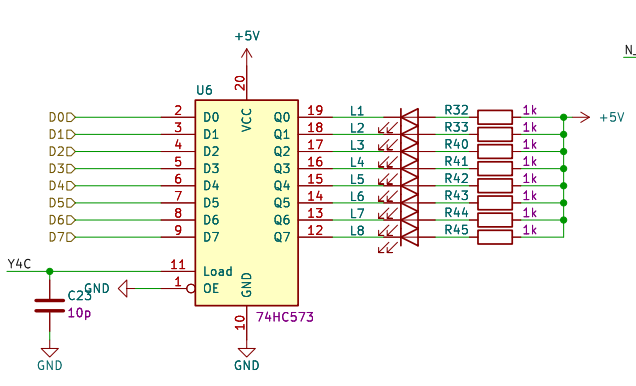 +5V
N_
U6
20
VCC
D0 2 D0 Q0 19 L1 R32 1k +5V
D1 3 D1 Q1 18 L2 R33 1k
D2 4 D2 Q2 17 L3 R40 1k
D3 5 D3 Q3 16 L4 R41 1k
D4 6 D4 Q4 15 L5 R42 1k
D5 7 D5 Q5 14 L6 R43 1k
D6 8 D6 Q6 13 L7 R44 1k
D7 9 D7 Q7 12 L8 R45 1k
Y4C 11 Load
GND 1 OE GND
C23
10p
10
74HC573
GND
GND